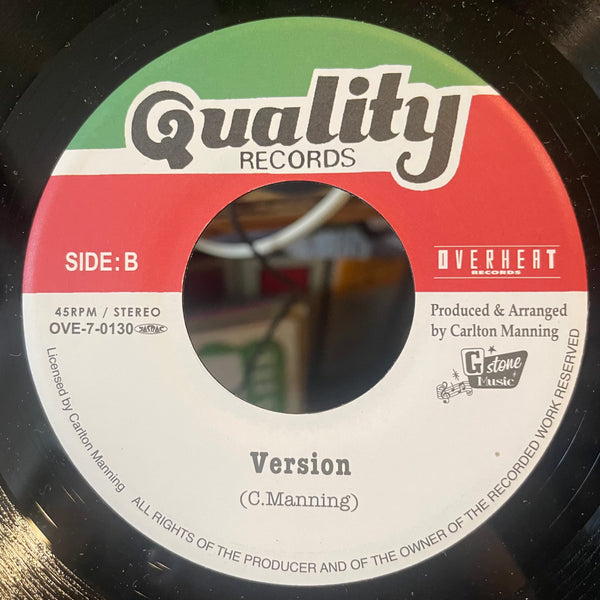 Quality
RECORDS
SIDE: B
OVERHEAT
RECORDS
45RPM / STEREO
OVE-7-0130 JASRAC
Produced & Arranged
by Carlton Manning
G stone
Music
Version
(C.Manning)
Licensed by Carlton Manning
ALL RIGHTS OF THE PRODUCER AND OF THE OWNER OF THE RECORDED WORK RESERVED